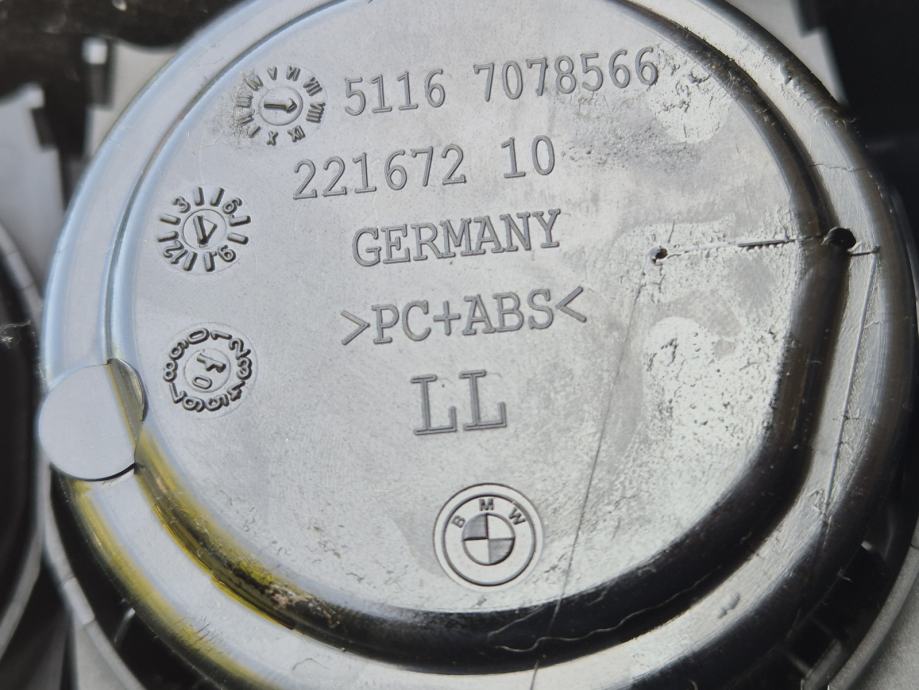 5116 7078566
221672 10
GERMANY
>PC+ABS<
LL
BMW